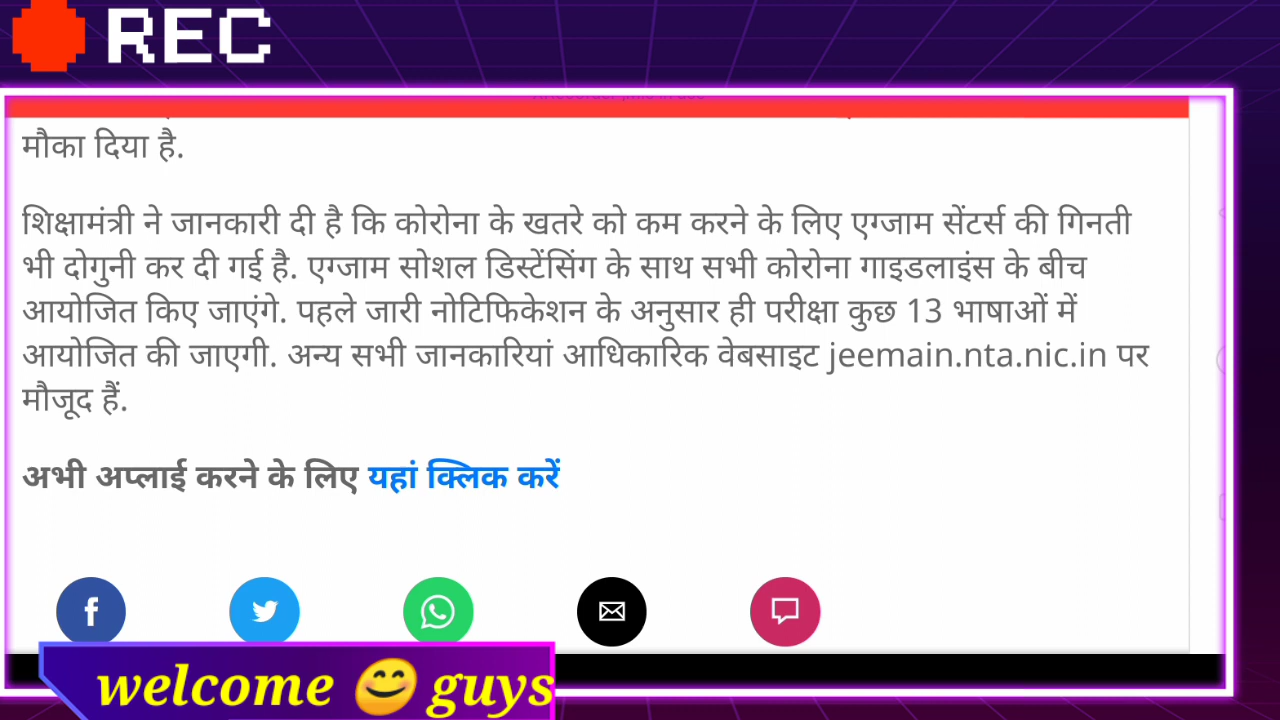 REC
मौका दिया है.
शिक्षामंत्री ने जानकारी दी है कि कोरोना के खतरे को कम करने के लिए एग्जाम सेंटर्स की गिनती
भी दोगुनी कर दी गई है. एग्जाम सोशल डिस्टेंसिंग के साथ सभी कोरोना गाइडलाइंस के बीच
आयोजित किए जाएंगे. पहले जारी नोटिफिकेशन के अनुसार ही परीक्षा कुछ 13 भाषाओं में
आयोजित की जाएगी. अन्य सभी जानकारियां आधिकारिक वेबसाइट jeemain.nta.nic.in पर
मौजूद हैं.
अभी अप्लाई करने के लिए यहां क्लिक करें
welcome 😊 guys